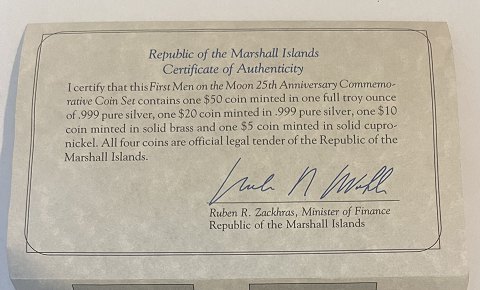 Republic of the Marshall Islands
Certificate of Authenticity
I certify that this First Men on the Moon 25th Anniversary Commemo-
rative Coin Set contains one $50 coin minted in one full troy ounce
of .999 pure silver, one $20 coin minted in .999 pure silver, one $10
coin minted in solid brass and one $5 coin minted in solid cupro-
nickel. All four coins are official legal tender of the Republic of the
Marshall Islands.
Ruben R. Zackhras, Minister of Finance
Republic of the Marshall Islands